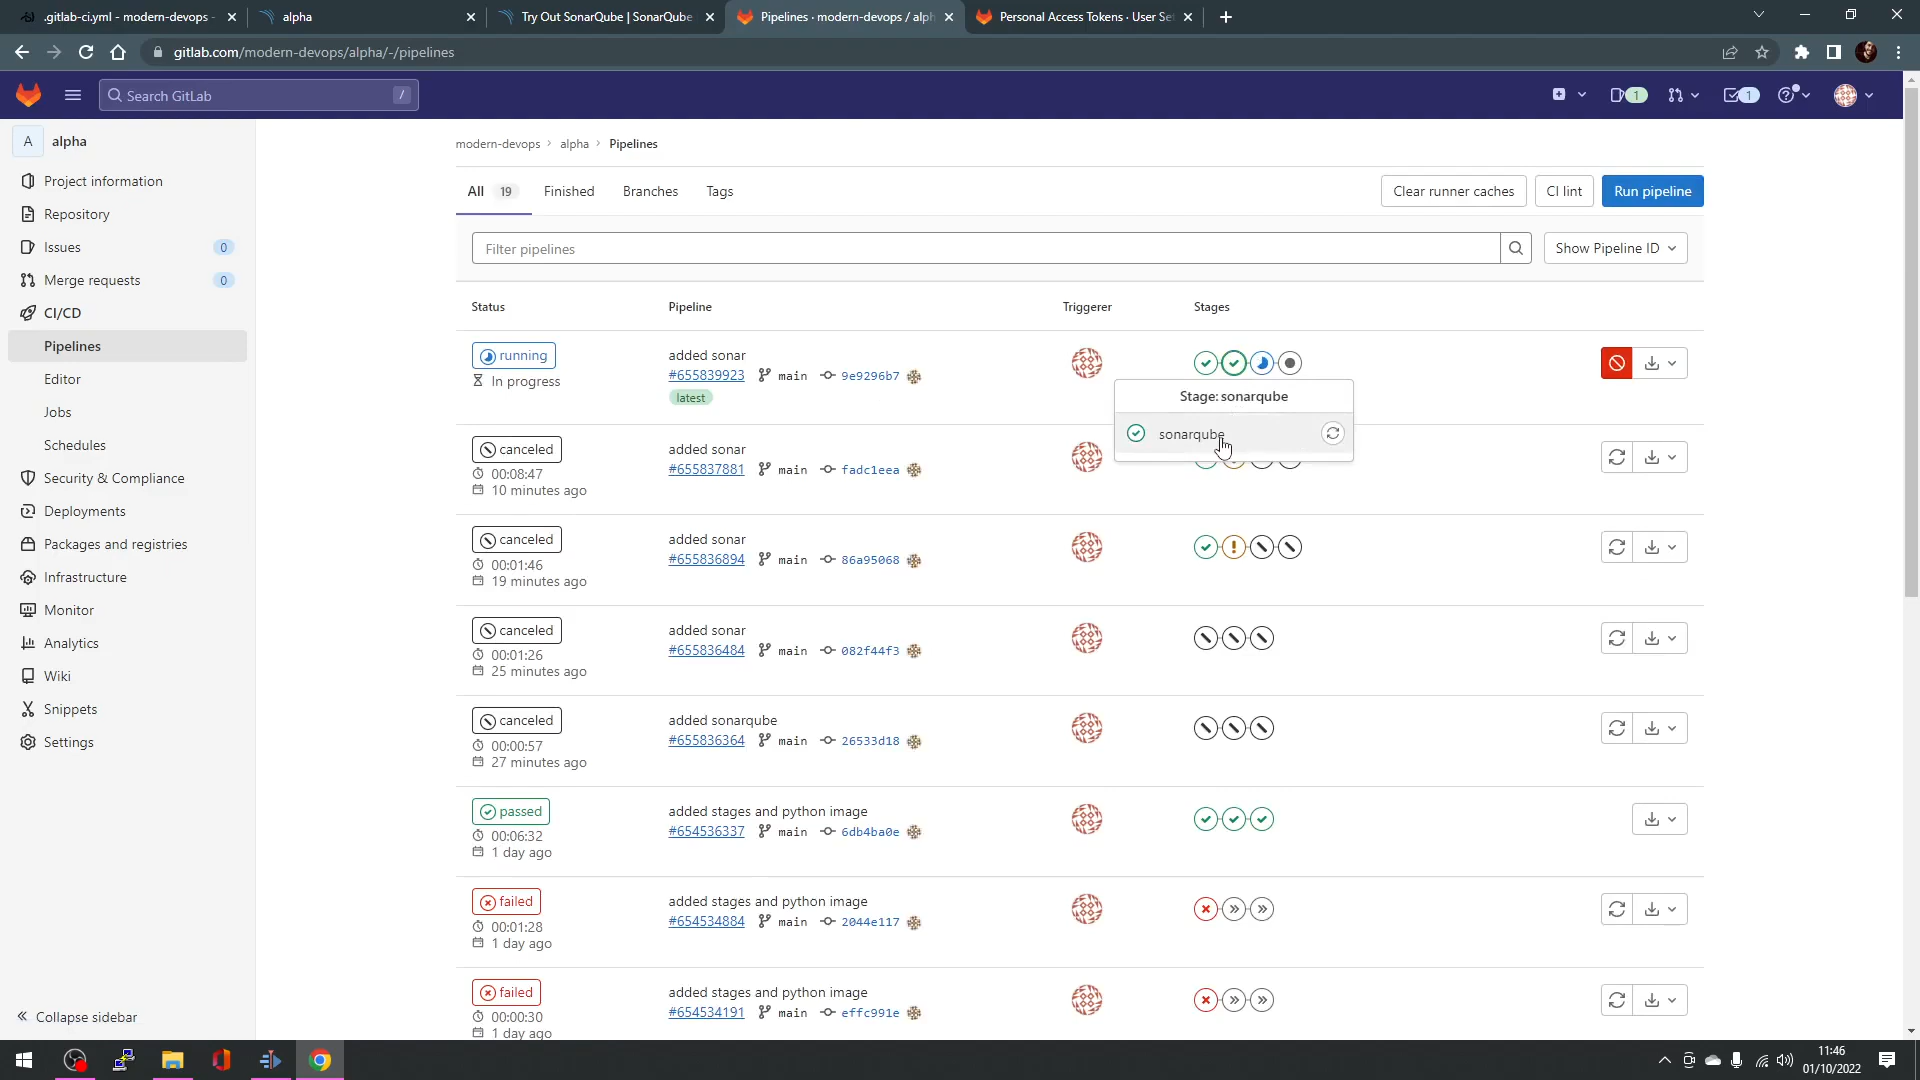 .gitlab-ci.yml - modern-devops -
alpha
Try Out SonarQube | SonarQube
Pipelines · modern-devops / alph
Personal Access Tokens · User Se
gitlab.com/modern-devops/alpha/-/pipelines
Search GitLab
/
1
1
A
alpha
Project information
Repository
Issues
0
Merge requests
0
CI/CD
Pipelines
Editor
Jobs
Schedules
Security & Compliance
Deployments
Packages and registries
Infrastructure
Monitor
Analytics
Wiki
Snippets
Settings
Collapse sidebar
modern-devops › alpha › Pipelines
All 19 Finished Branches Tags
Clear runner caches
CI lint
Run pipeline
Filter pipelines
Show Pipeline ID
Status Pipeline Triggerer Stages
running
In progress
added sonar
#655839923 main 9e9296b7
latest
Stage: sonarqube
sonarqube
canceled
00:08:47
10 minutes ago
added sonar
#655837881 main fadc1eea
canceled
00:01:46
19 minutes ago
added sonar
#655836894 main 86a95068
canceled
00:01:26
25 minutes ago
added sonar
#655836484 main 082f44f3
canceled
00:00:57
27 minutes ago
added sonarqube
#655836364 main 26533d18
passed
00:06:32
1 day ago
added stages and python image
#654536337 main 6db4ba0e
failed
00:01:28
1 day ago
added stages and python image
#654534884 main 2044e117
failed
00:00:30
1 day ago
added stages and python image
#654534191 main effc991e
11:46
01/10/2022